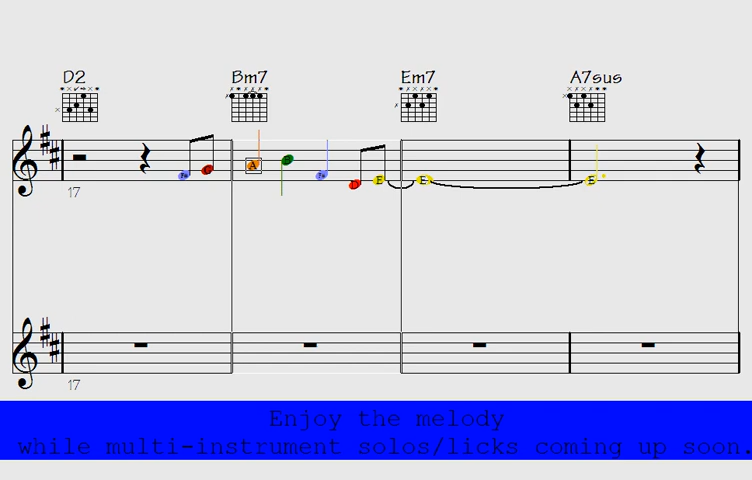 D2 Bm7 Em7 A7sus
A E E E
17
17
Enjoy the melody
while multi-instrument solos/licks coming up soon.